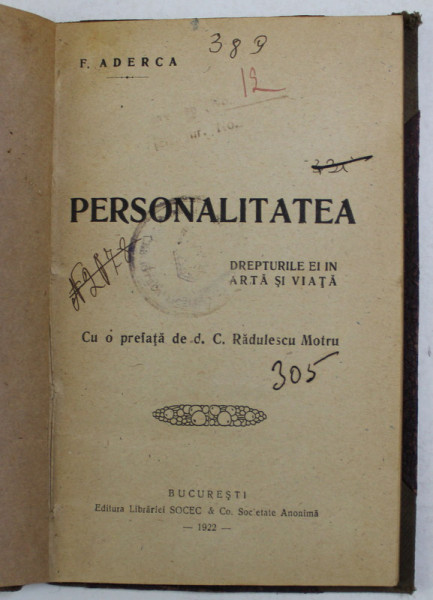 389
F. ADERCA
12
PERSONALITATEA
DREPTURILE EI IN
ARTĂ ȘI VIAȚĂ
Cu o prefață de d. C. Rădulescu Motru
305
BUCUREȘTI
Editura Librăriei SOCEC & Co. Societate Anonimă
— 1922 —